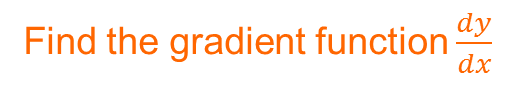 Find the gradient function dy/dx